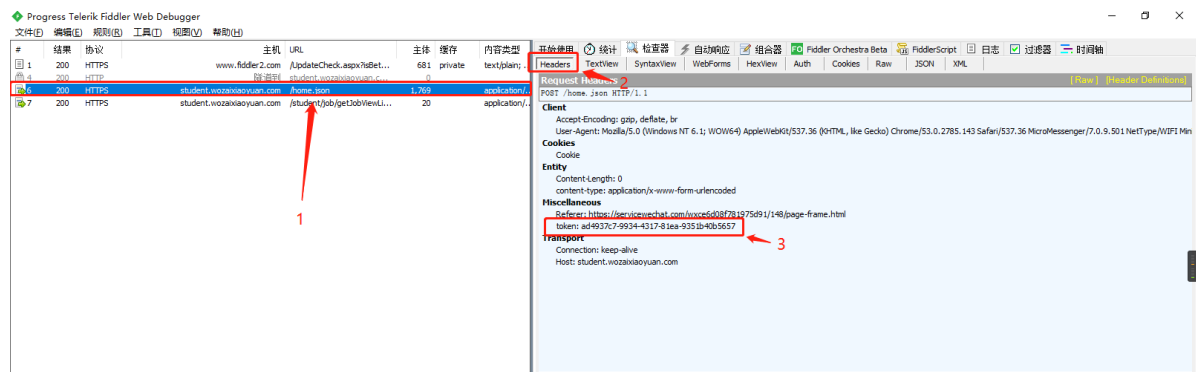 Progress Telerik Fiddler Web Debugger
文件(F) 编辑(E) 规则(R) 工具(T) 视图(V) 帮助(H)
# 结果 协议 主机 URL 主体 缓存 内容类型
1 200 HTTPS www.fiddler2.com /UpdateCheck.aspx?isBet... 681 private text/plain; ...
4 200 HTTP 隧道到 student.wozaixiaoyuan.c... 0
6 200 HTTPS student.wozaixiaoyuan.com /home.json 1,769 application/...
7 200 HTTPS student.wozaixiaoyuan.com /student/job/getJobViewLi... 20 application/...
1
开始使用 统计 检查器 自动响应 组合器 FO Fiddler Orchestra Beta FiddlerScript 日志 过滤器 时间轴
Headers TextView SyntaxView WebForms HexView Auth Cookies Raw JSON XML
2
Request Headers [ Raw ] [Header Definitions]
POST /home.json HTTP/1.1
Client
Accept-Encoding: gzip, deflate, br
User-Agent: Mozilla/5.0 (Windows NT 6.1; WOW64) AppleWebKit/537.36 (KHTML, like Gecko) Chrome/53.0.2785.143 Safari/537.36 MicroMessenger/7.0.9.501 NetType/WIFI Min
Cookies
Cookie
Entity
Content-Length: 0
content-type: application/x-www-form-urlencoded
Miscellaneous
Referer: https://servicewechat.com/wxce6d08f781975d91/148/page-frame.html
token: ad4937c7-9934-4317-81ea-9351b40b5657
3
Transport
Connection: keep-alive
Host: student.wozaixiaoyuan.com